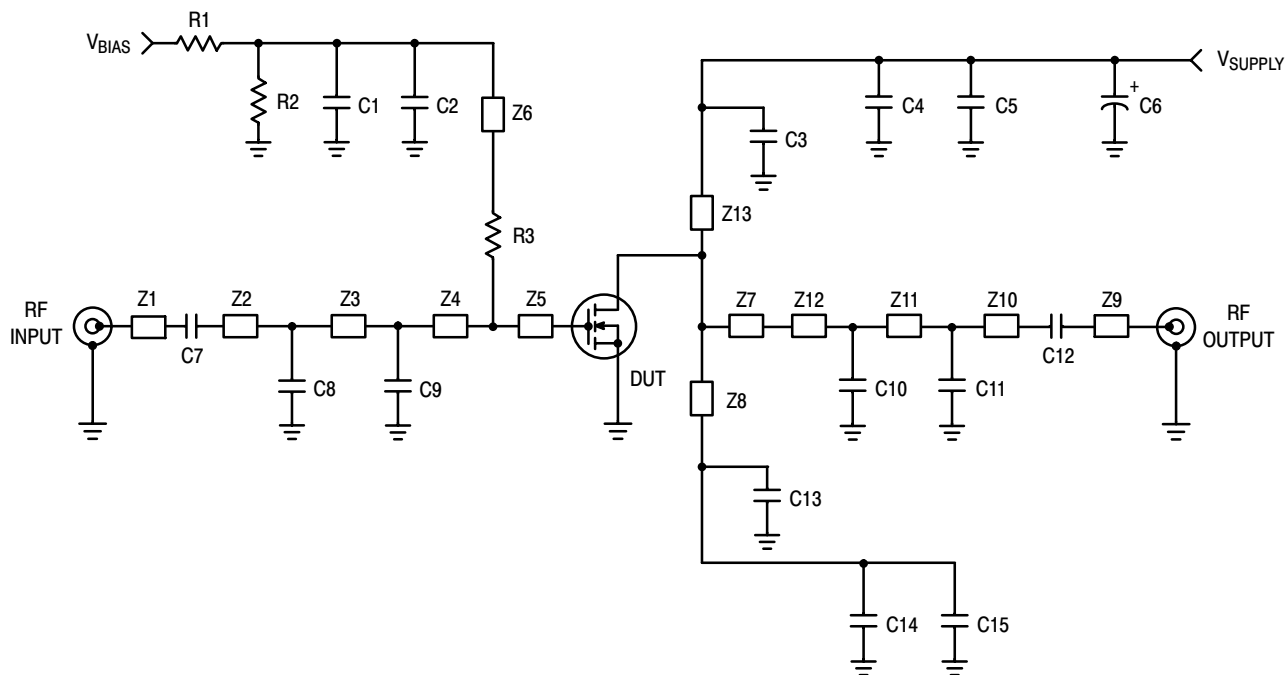 R1
VBIAS
R2
C1
C2
Z6
R3
VSUPPLY
C4
C5
+
C6
C3
Z13
RF
INPUT
Z1
C7
Z2
Z3
Z4
Z5
C8
C9
DUT
Z7
Z12
Z11
Z10
Z9
C12
RF
OUTPUT
C10
C11
Z8
C13
C14
C15